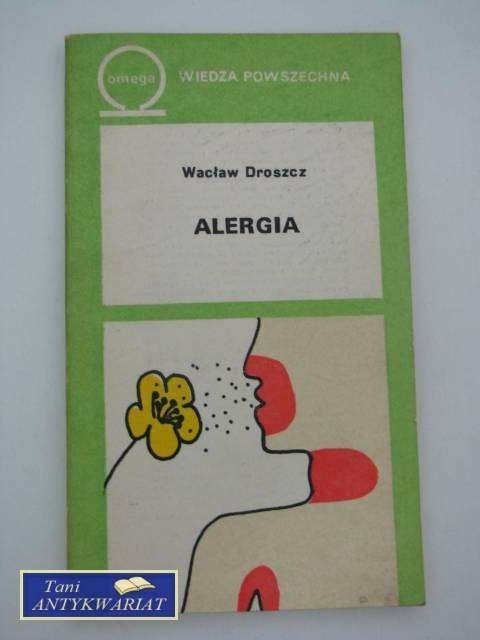 omega
WIEDZA POWSZECHNA
Wacław Droszcz
ALERGIA
Tani
ANTYKWARIAT